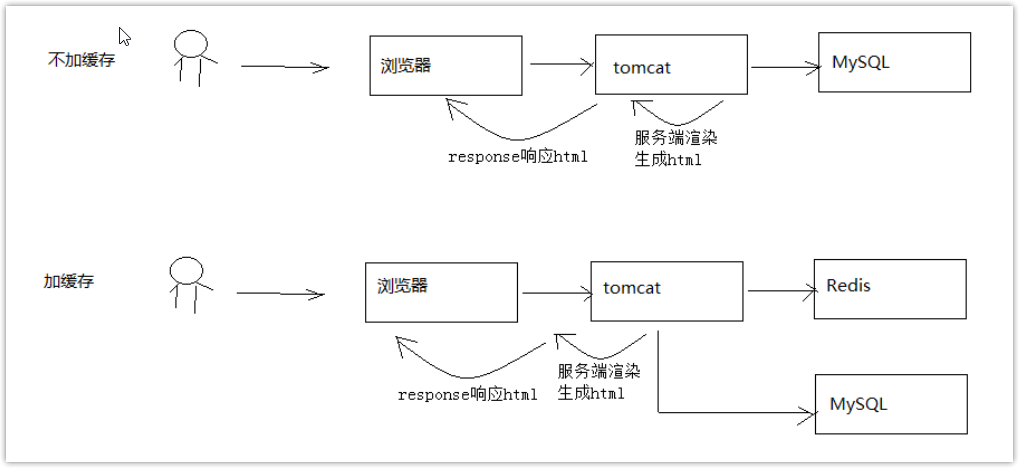 不加缓存
浏览器
tomcat
MySQL
response响应html
服务端渲染
生成html
加缓存
浏览器
tomcat
Redis
response响应html
服务端渲染
生成html
MySQL